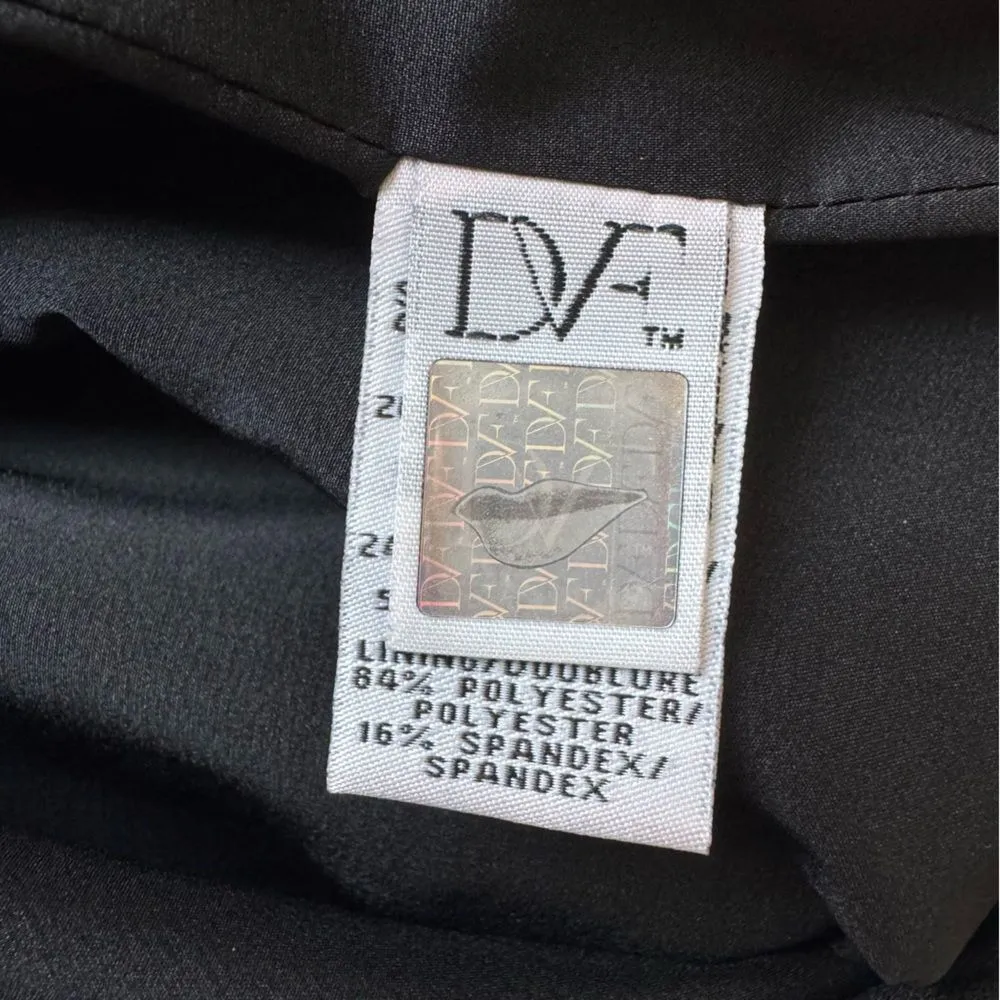 DVF
TM
LINING/DOUBLURE
84% POLYESTER/
POLYESTER
16% SPANDEX/
SPANDEX